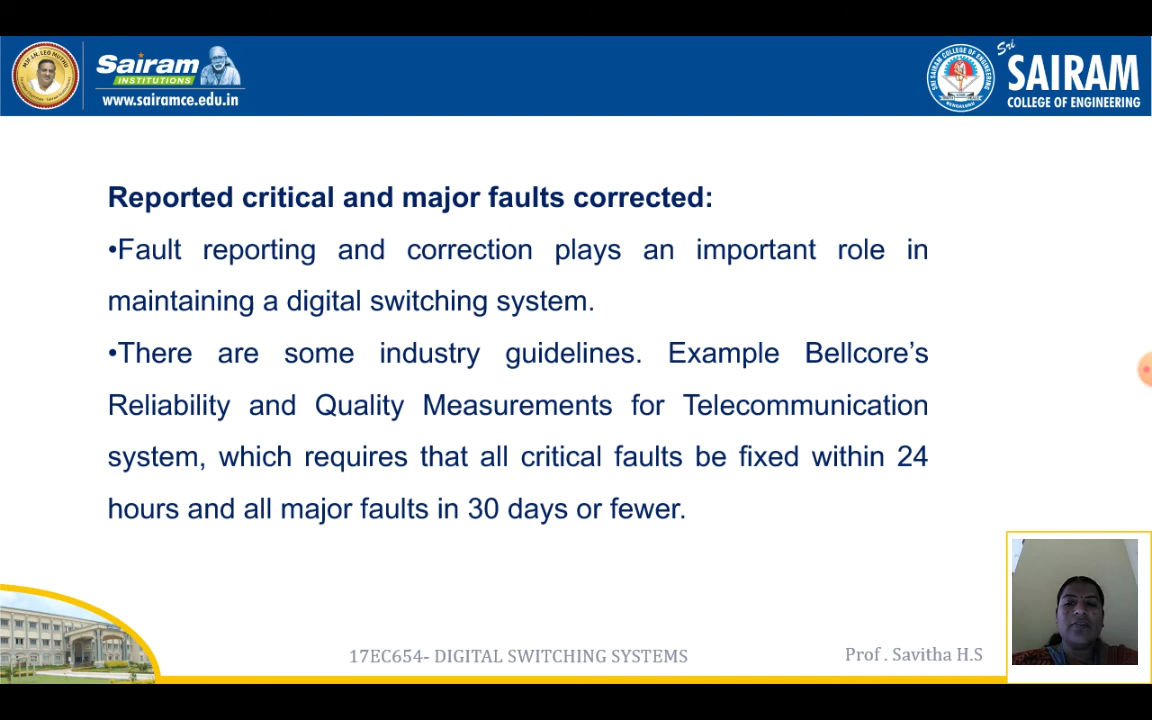 Sairam
INSTITUTIONS
www.sairamce.edu.in
Sri
SAIRAM
COLLEGE OF ENGINEERING
Reported critical and major faults corrected:
•Fault reporting and correction plays an important role in
maintaining a digital switching system.
•There are some industry guidelines. Example Bellcore’s
Reliability and Quality Measurements for Telecommunication
system, which requires that all critical faults be fixed within 24
hours and all major faults in 30 days or fewer.
17EC654- DIGITAL SWITCHING SYSTEMS
Prof . Savitha H.S